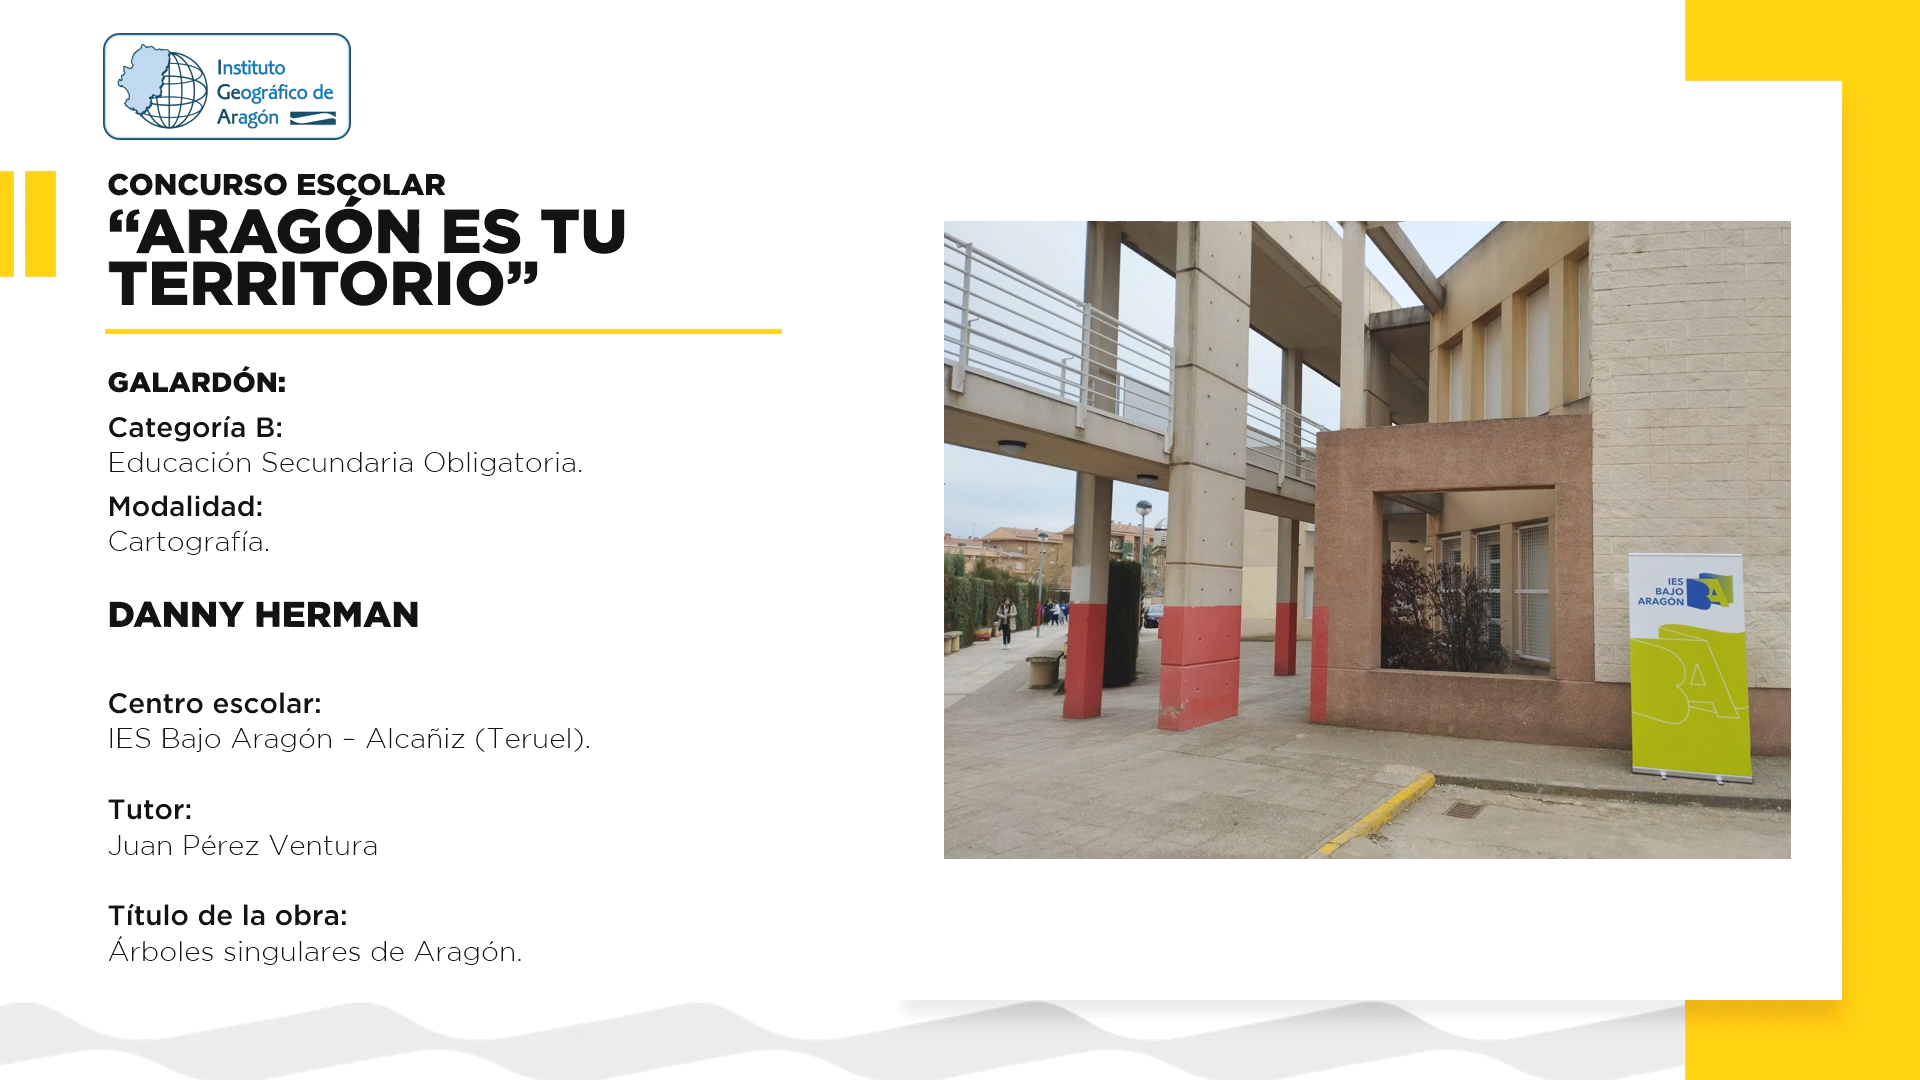 Instituto
Geográfico de
Aragón
CONCURSO ESCOLAR
“ARAGÓN ES TU
TERRITORIO”
GALARDÓN:
Categoría B:
Educación Secundaria Obligatoria.
Modalidad:
Cartografía.
DANNY HERMAN
Centro escolar:
IES Bajo Aragón – Alcañiz (Teruel).
Tutor:
Juan Pérez Ventura
Título de la obra:
Árboles singulares de Aragón.
IES
BAJO
ARAGÓN
BA
BA